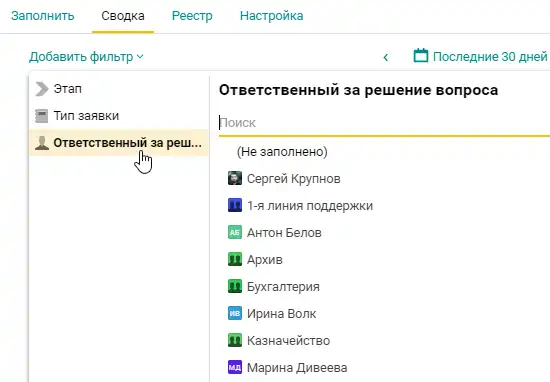 Заполнить Сводка Реестр Настройка
Добавить фильтр
Последние 30 дней
Этап
Тип заявки
Ответственный за реш...
Ответственный за решение вопроса
Поиск
(Не заполнено)
Сергей Крупнов
1-я линия поддержки
АБ Антон Белов
Архив
Бухгалтерия
ИВ Ирина Волк
Казначейство
МД Марина Дивеева